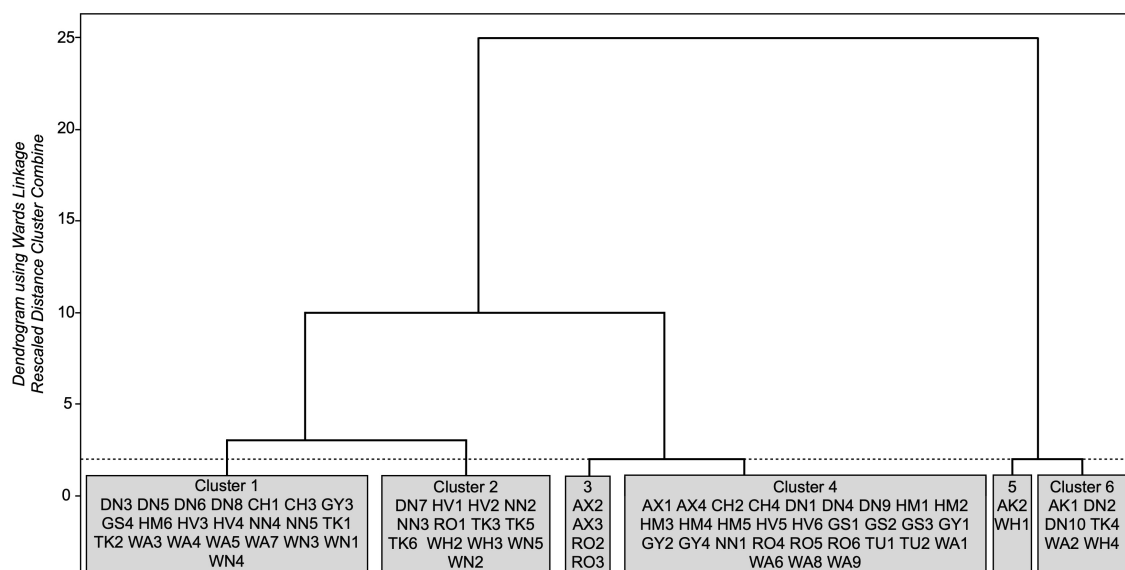 Dendrogram using Wards Linkage
Rescaled Distance Cluster Combine
25
20
15
10
5
0
Cluster 1
DN3 DN5 DN6 DN8 CH1 CH3 GY3
GS4 HM6 HV3 HV4 NN4 NN5 TK1
TK2 WA3 WA4 WA5 WA7 WN3 WN1
WN4
Cluster 2
DN7 HV1 HV2 NN2
NN3 RO1 TK3 TK5
TK6 WH2 WH3 WN5
WN2
3
AX2
AX3
RO2
RO3
Cluster 4
AX1 AX4 CH2 CH4 DN1 DN4 DN9 HM1 HM2
HM3 HM4 HM5 HV5 HV6 GS1 GS2 GS3 GY1
GY2 GY4 NN1 RO4 RO5 RO6 TU1 TU2 WA1
WA6 WA8 WA9
5
AK2
WH1
Cluster 6
AK1 DN2
DN10 TK4
WA2 WH4